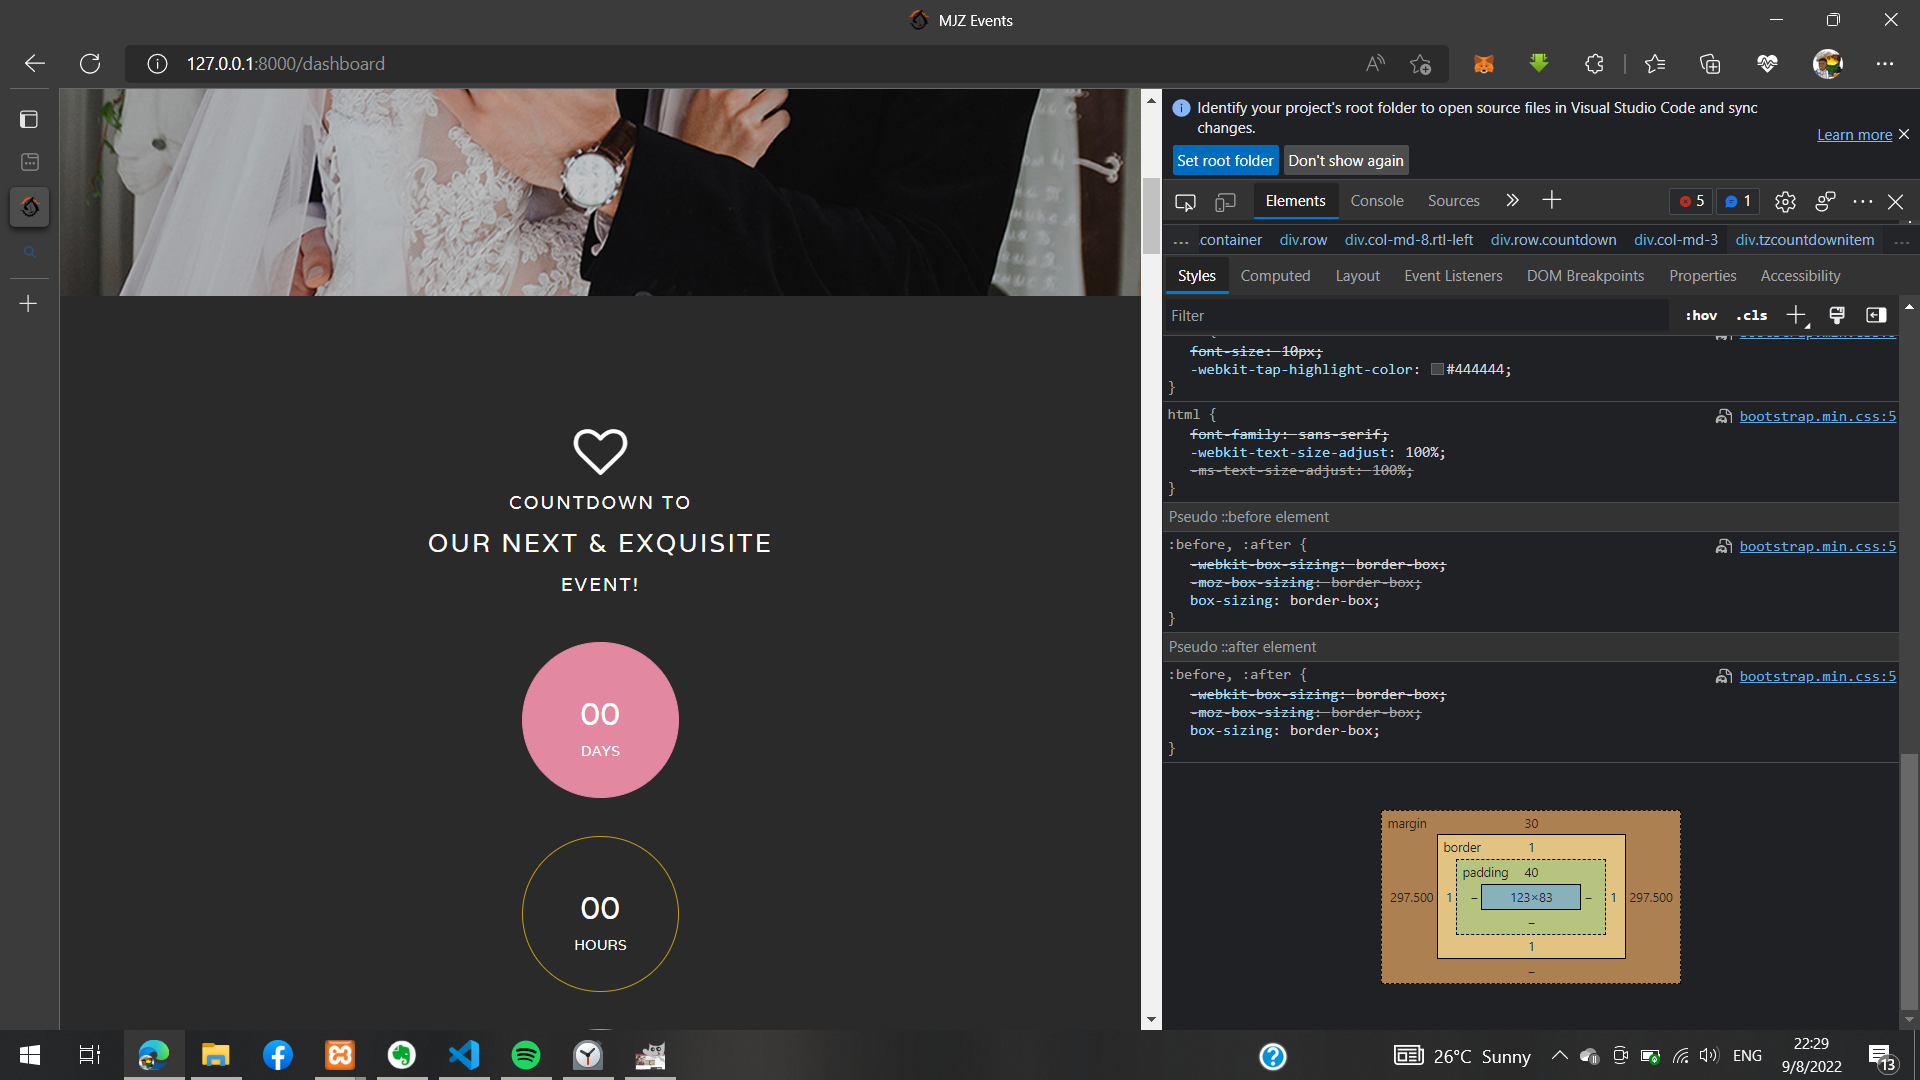 MJZ Events
127.0.0.1:8000/dashboard
COUNTDOWN TO
OUR NEXT & EXQUISITE
EVENT!
00
DAYS
00
HOURS
Identify your project's root folder to open source files in Visual Studio Code and sync
changes.
Learn more
Set root folder Don't show again
Elements Console Sources 5 1
... .container div.row div.col-md-8.rtl-left div.row.countdown div.col-md-3 div.tzcountdownitem ...
Styles Computed Layout Event Listeners DOM Breakpoints Properties Accessibility
Filter :hov .cls
font-size: 10px;
-webkit-tap-highlight-color: #444444;
}
html { bootstrap.min.css:5
font-family: sans-serif;
-webkit-text-size-adjust: 100%;
-ms-text-size-adjust: 100%;
}
Pseudo ::before element
:before, :after { bootstrap.min.css:5
-webkit-box-sizing: border-box;
-moz-box-sizing: border-box;
box-sizing: border-box;
}
Pseudo ::after element
:before, :after { bootstrap.min.css:5
-webkit-box-sizing: border-box;
-moz-box-sizing: border-box;
box-sizing: border-box;
}
margin 30
border 1
padding 40
297.500 1 – 123×83 – 1 297.500
–
1
–
26°C Sunny ENG 22:29
9/8/2022 13